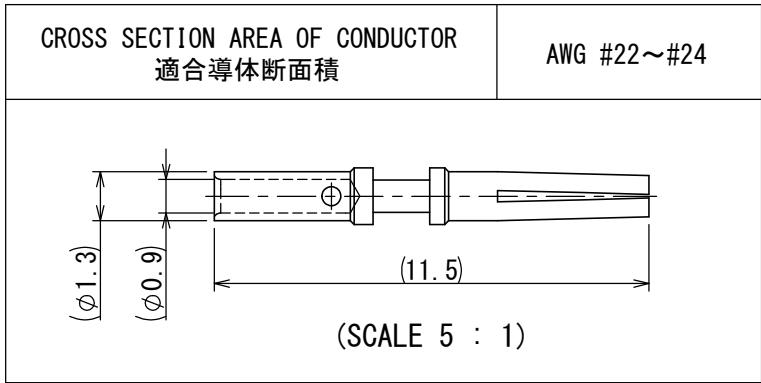 CROSS SECTION AREA OF CONDUCTOR
適合導体断面積
AWG #22～#24
(φ1.3)
(φ0.9)
(11.5)
(SCALE 5 : 1)